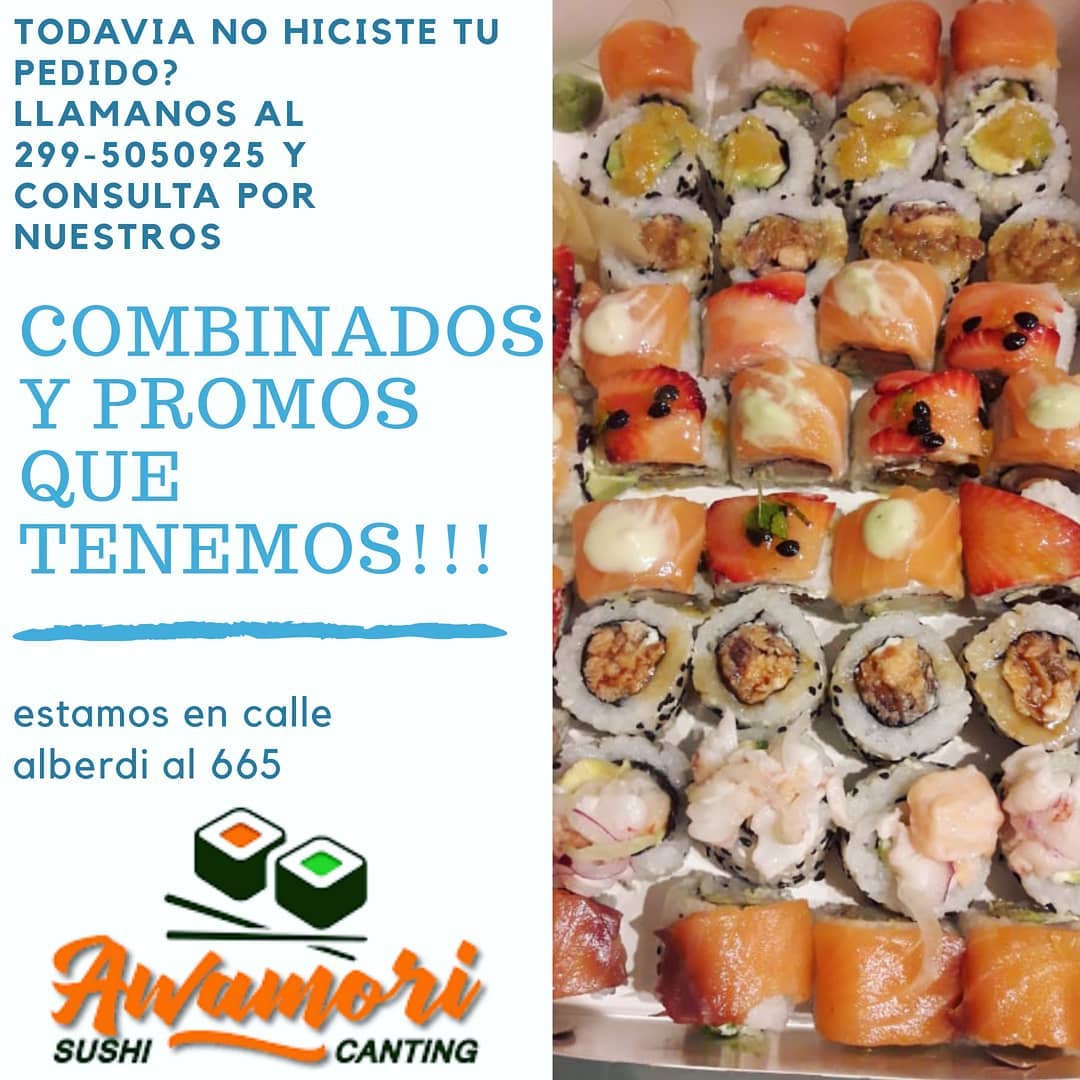 TODAVIA NO HICISTE TU
PEDIDO?
LLAMANOS AL
299-5050925 Y
CONSULTA POR
NUESTROS
COMBINADOS
Y PROMOS
QUE
TENEMOS!!!
estamos en calle
alberdi al 665
Awamori
SUSHI CANTING